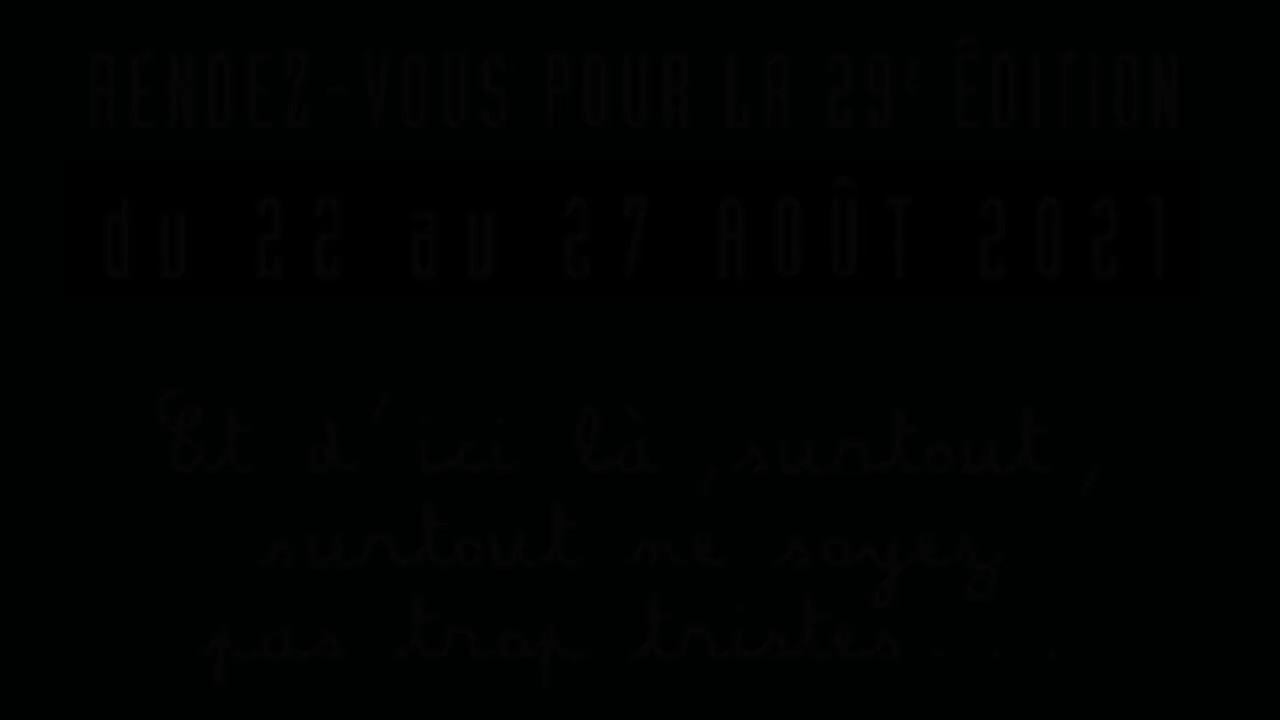 RENDEZ-VOUS POUR LA 29e ÉDITION
du 22 au 27 AOÛT 2021
Et d'ici là, surtout,
surtout ne soyez
pas trop tristes...